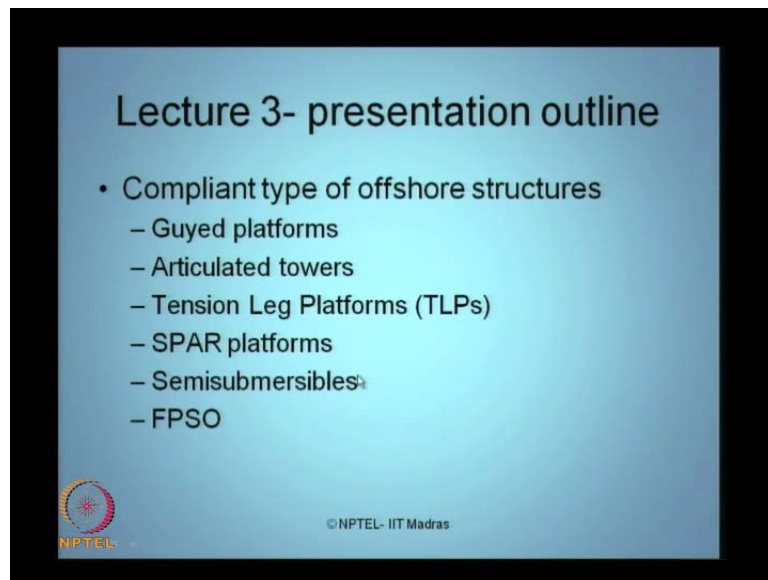 Lecture 3- presentation outline
• Compliant type of offshore structures
– Guyed platforms
– Articulated towers
– Tension Leg Platforms (TLPs)
– SPAR platforms
– Semisubmersibles
– FPSO
©NPTEL- IIT Madras
NPTEL